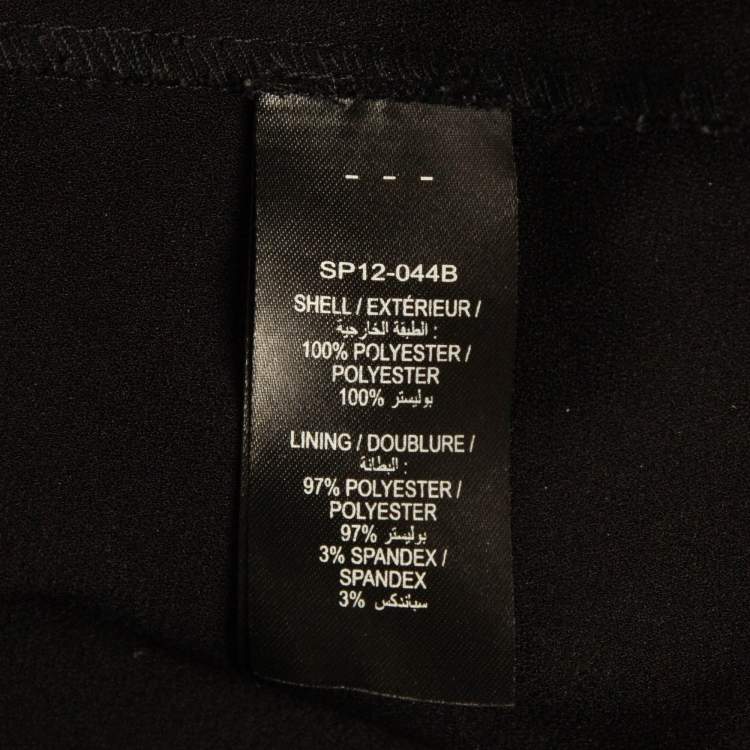 - - -
SP12-044B
SHELL / EXTÉRIEUR /
الطبقة الخارجية :
100% POLYESTER /
POLYESTER
100% بوليستر
LINING / DOUBLURE /
البطانة :
97% POLYESTER /
POLYESTER
97% بوليستر
3% SPANDEX /
SPANDEX
3% سباندكس